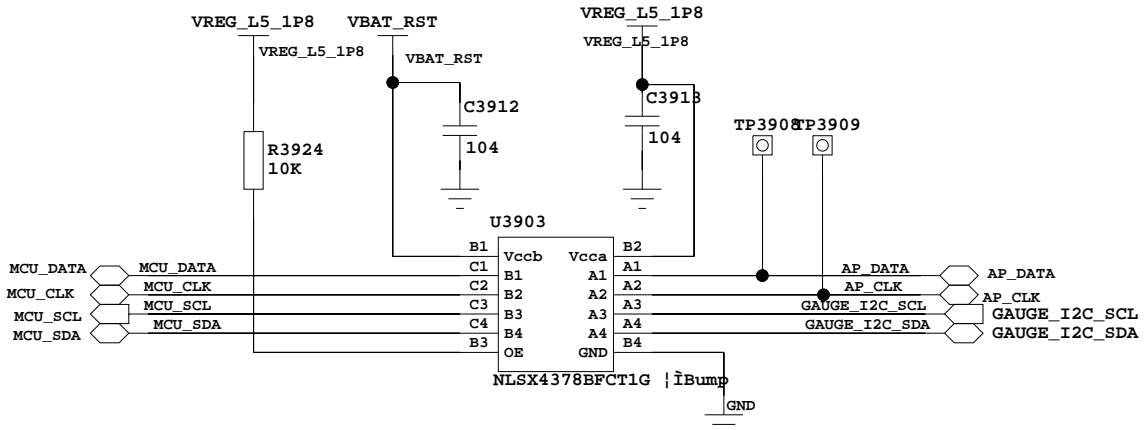 VREG_L5_1P8
VREG_L5_1P8
VBAT_RST
VBAT_RST
VREG_L5_1P8
VREG_L5_1P8
C3912
104
C3913
104
TP3908
TP3909
R3924
10K
U3903
B1 Vccb Vcca B2
MCU_DATA MCU_DATA C1 B1 A1 A1 AP_DATA AP_DATA
MCU_CLK MCU_CLK C2 B2 A2 A2 AP_CLK AP_CLK
MCU_SCL MCU_SCL C3 B3 A3 A3 GAUGE_I2C_SCL GAUGE_I2C_SCL
MCU_SDA MCU_SDA C4 B4 A4 A4 GAUGE_I2C_SDA GAUGE_I2C_SDA
B3 OE GND B4
NLSX4378BFCT1G ¦ÌBump
GND